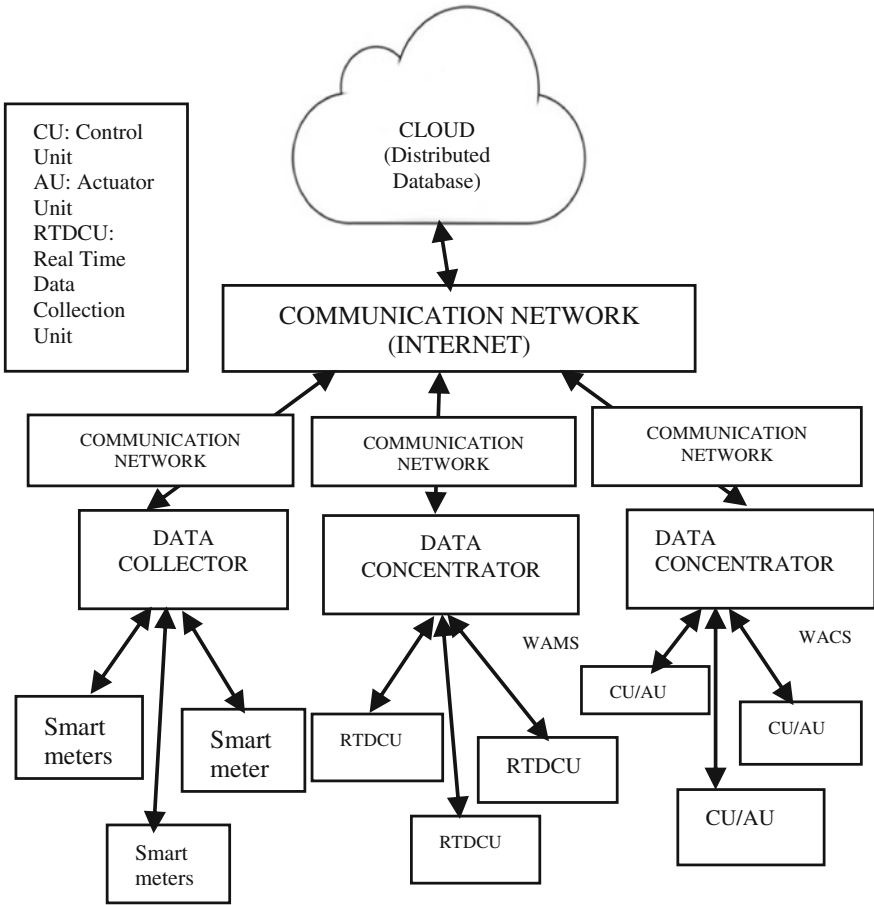 CLOUD
(Distributed
Database)
CU: Control
Unit
AU: Actuator
Unit
RTDCU:
Real Time
Data
Collection
Unit
COMMUNICATION NETWORK
(INTERNET)
COMMUNICATION
NETWORK
COMMUNICATION
NETWORK
COMMUNICATION
NETWORK
DATA
COLLECTOR
DATA
CONCENTRATOR
DATA
CONCENTRATOR
WAMS
WACS
Smart
meters
Smart
meter
Smart
meters
RTDCU
RTDCU
RTDCU
CU/AU
CU/AU
CU/AU